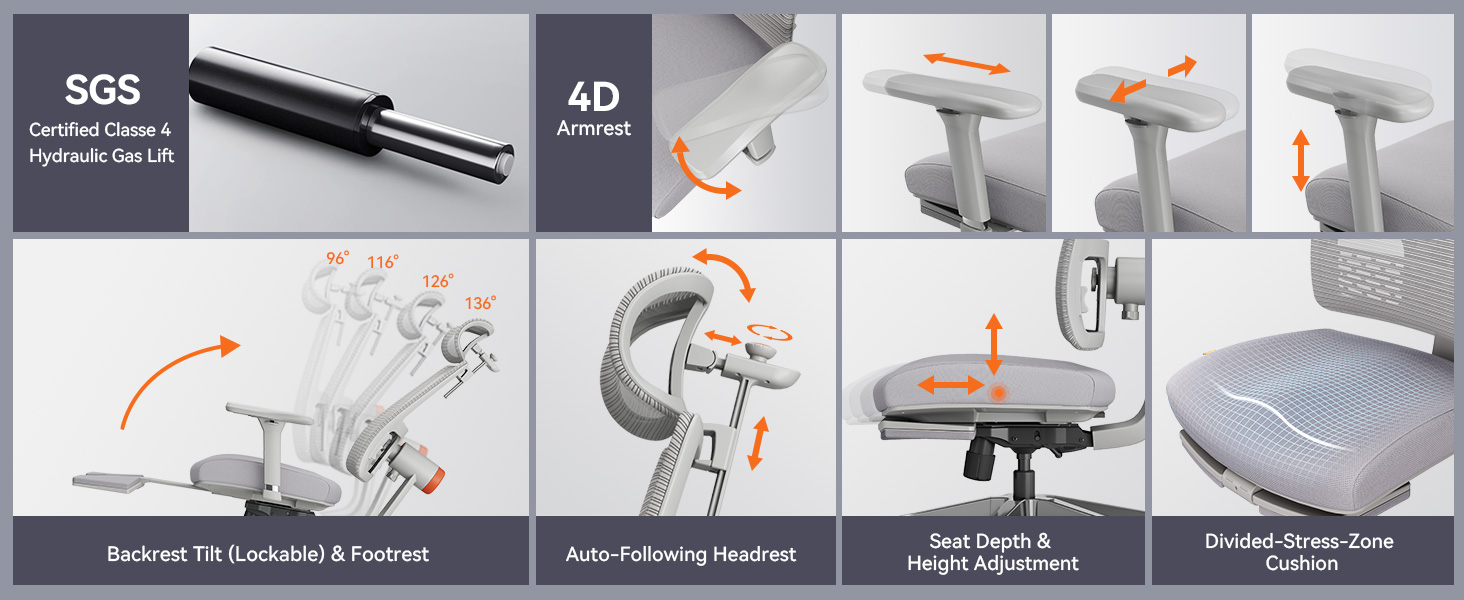 SGS
Certified Classe 4
Hydraulic Gas Lift
4D
Armrest
96°
116°
126°
136°
Backrest Tilt (Lockable) & Footrest
Auto-Following Headrest
Seat Depth &
Height Adjustment
Divided-Stress-Zone
Cushion